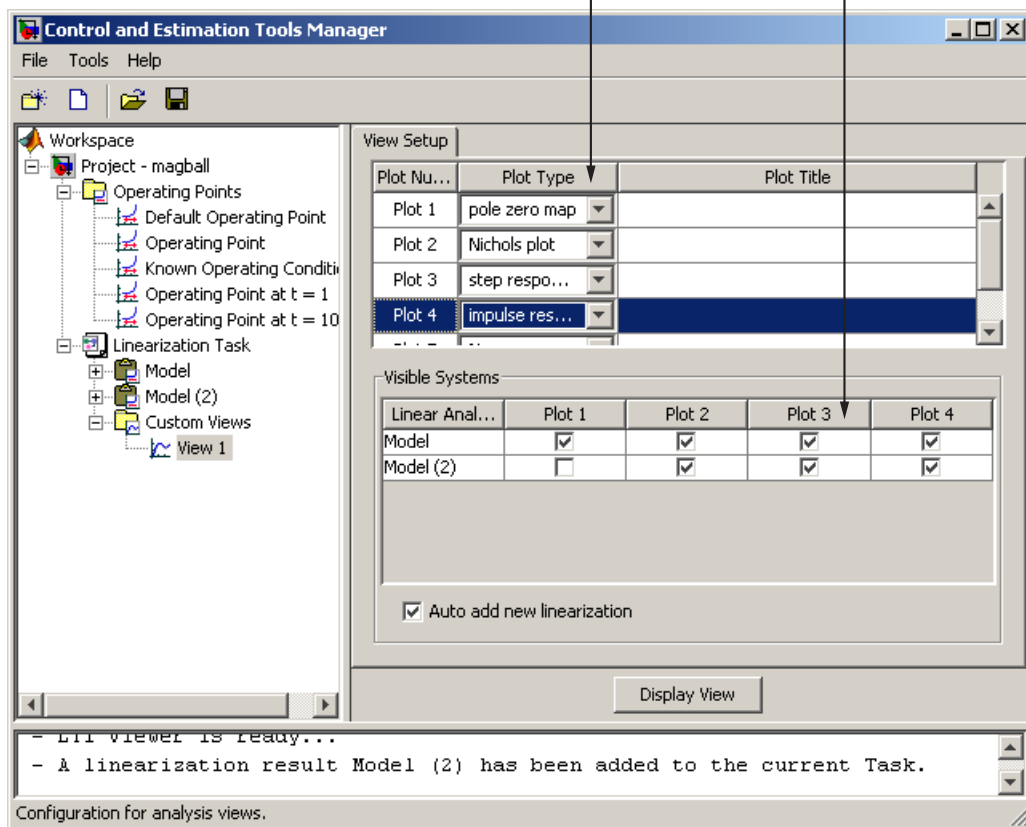 Control and Estimation Tools Manager
File Tools Help
Workspace
Project - magball
Operating Points
Default Operating Point
Operating Point
Known Operating Conditi
Operating Point at t = 1
Operating Point at t = 10
Linearization Task
Model
Model (2)
Custom Views
View 1
View Setup
Plot Nu... Plot Type Plot Title
Plot 1 pole zero map
Plot 2 Nichols plot
Plot 3 step respo...
Plot 4 impulse res...
Visible Systems
Linear Anal... Plot 1 Plot 2 Plot 3 Plot 4
Model
Model (2)
Auto add new linearization
Display View
- LTI Viewer is ready...
- A linearization result Model (2) has been added to the current Task.
Configuration for analysis views.